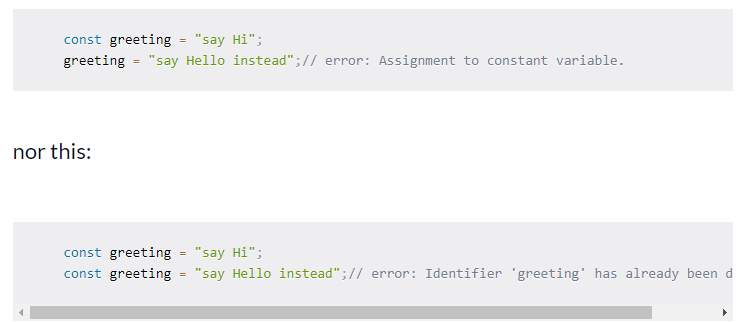 const greeting = "say Hi";
greeting = "say Hello instead";// error: Assignment to constant variable.
nor this:
const greeting = "say Hi";
const greeting = "say Hello instead";// error: Identifier 'greeting' has already been d